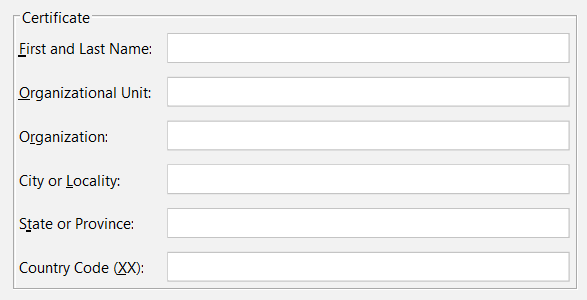 Certificate
First and Last Name:
Organizational Unit:
Organization:
City or Locality:
State or Province:
Country Code (XX):